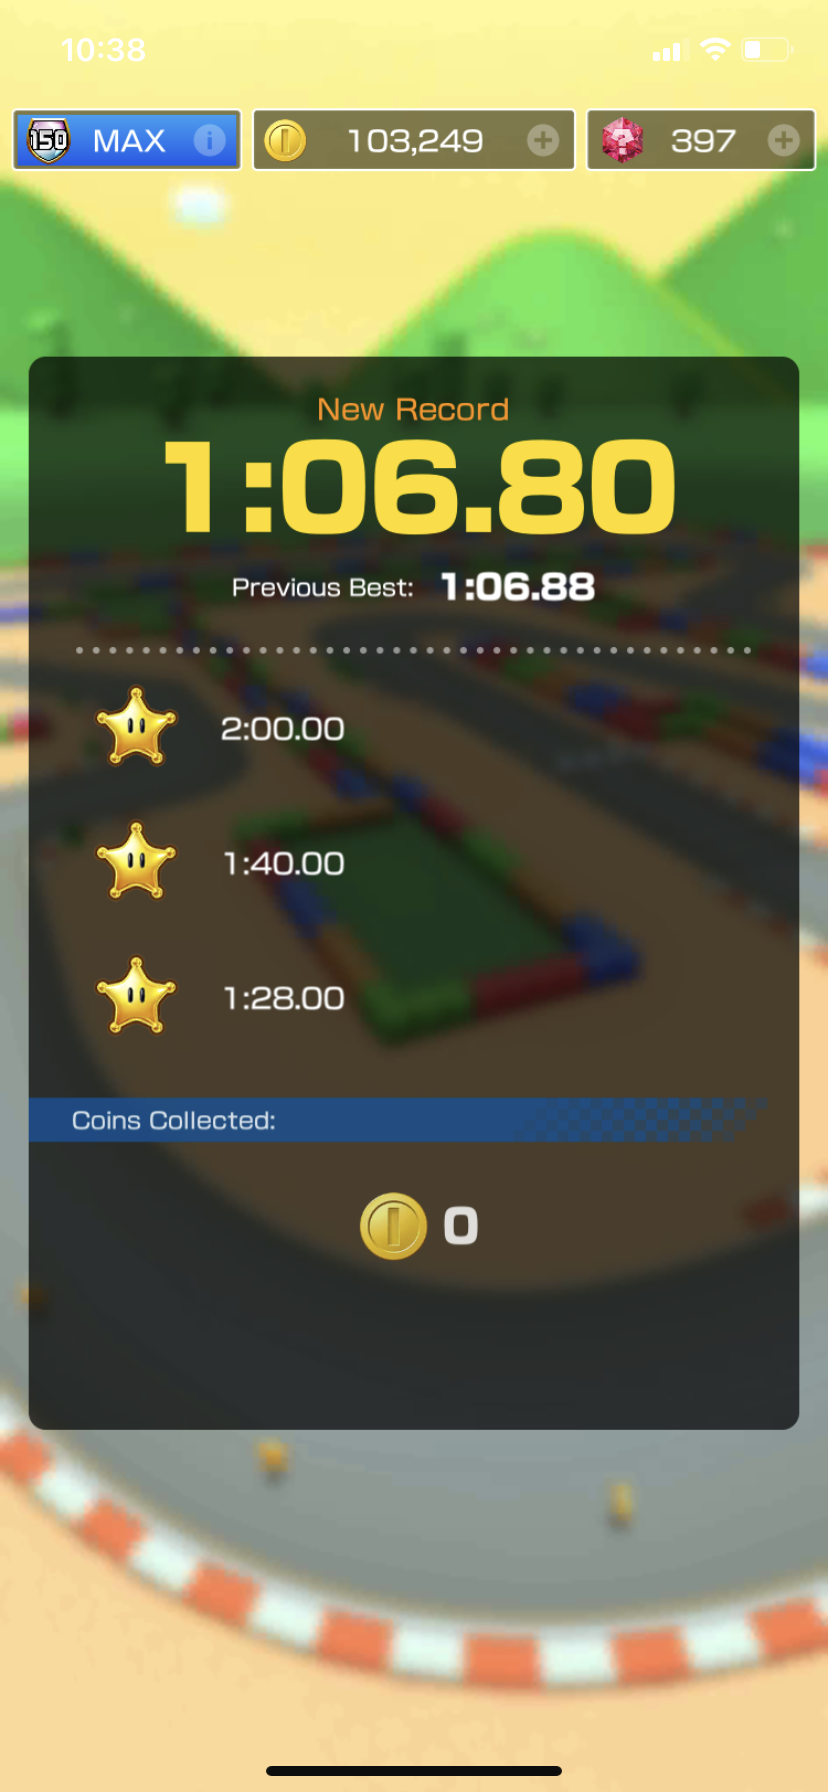 10:38
150 MAX i 103,249 + 397 +
New Record
1:06.80
Previous Best: 1:06.88
2:00.00
1:40.00
1:28.00
Coins Collected:
0